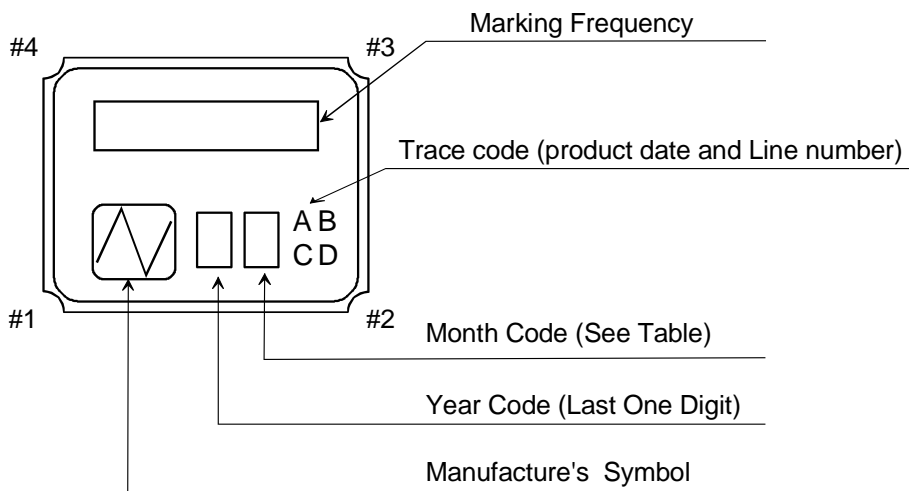 Marking Frequency
#4
#3
Trace code (product date and Line number)
A B
C D
#1
#2
Month Code (See Table)
Year Code (Last One Digit)
Manufacture's Symbol